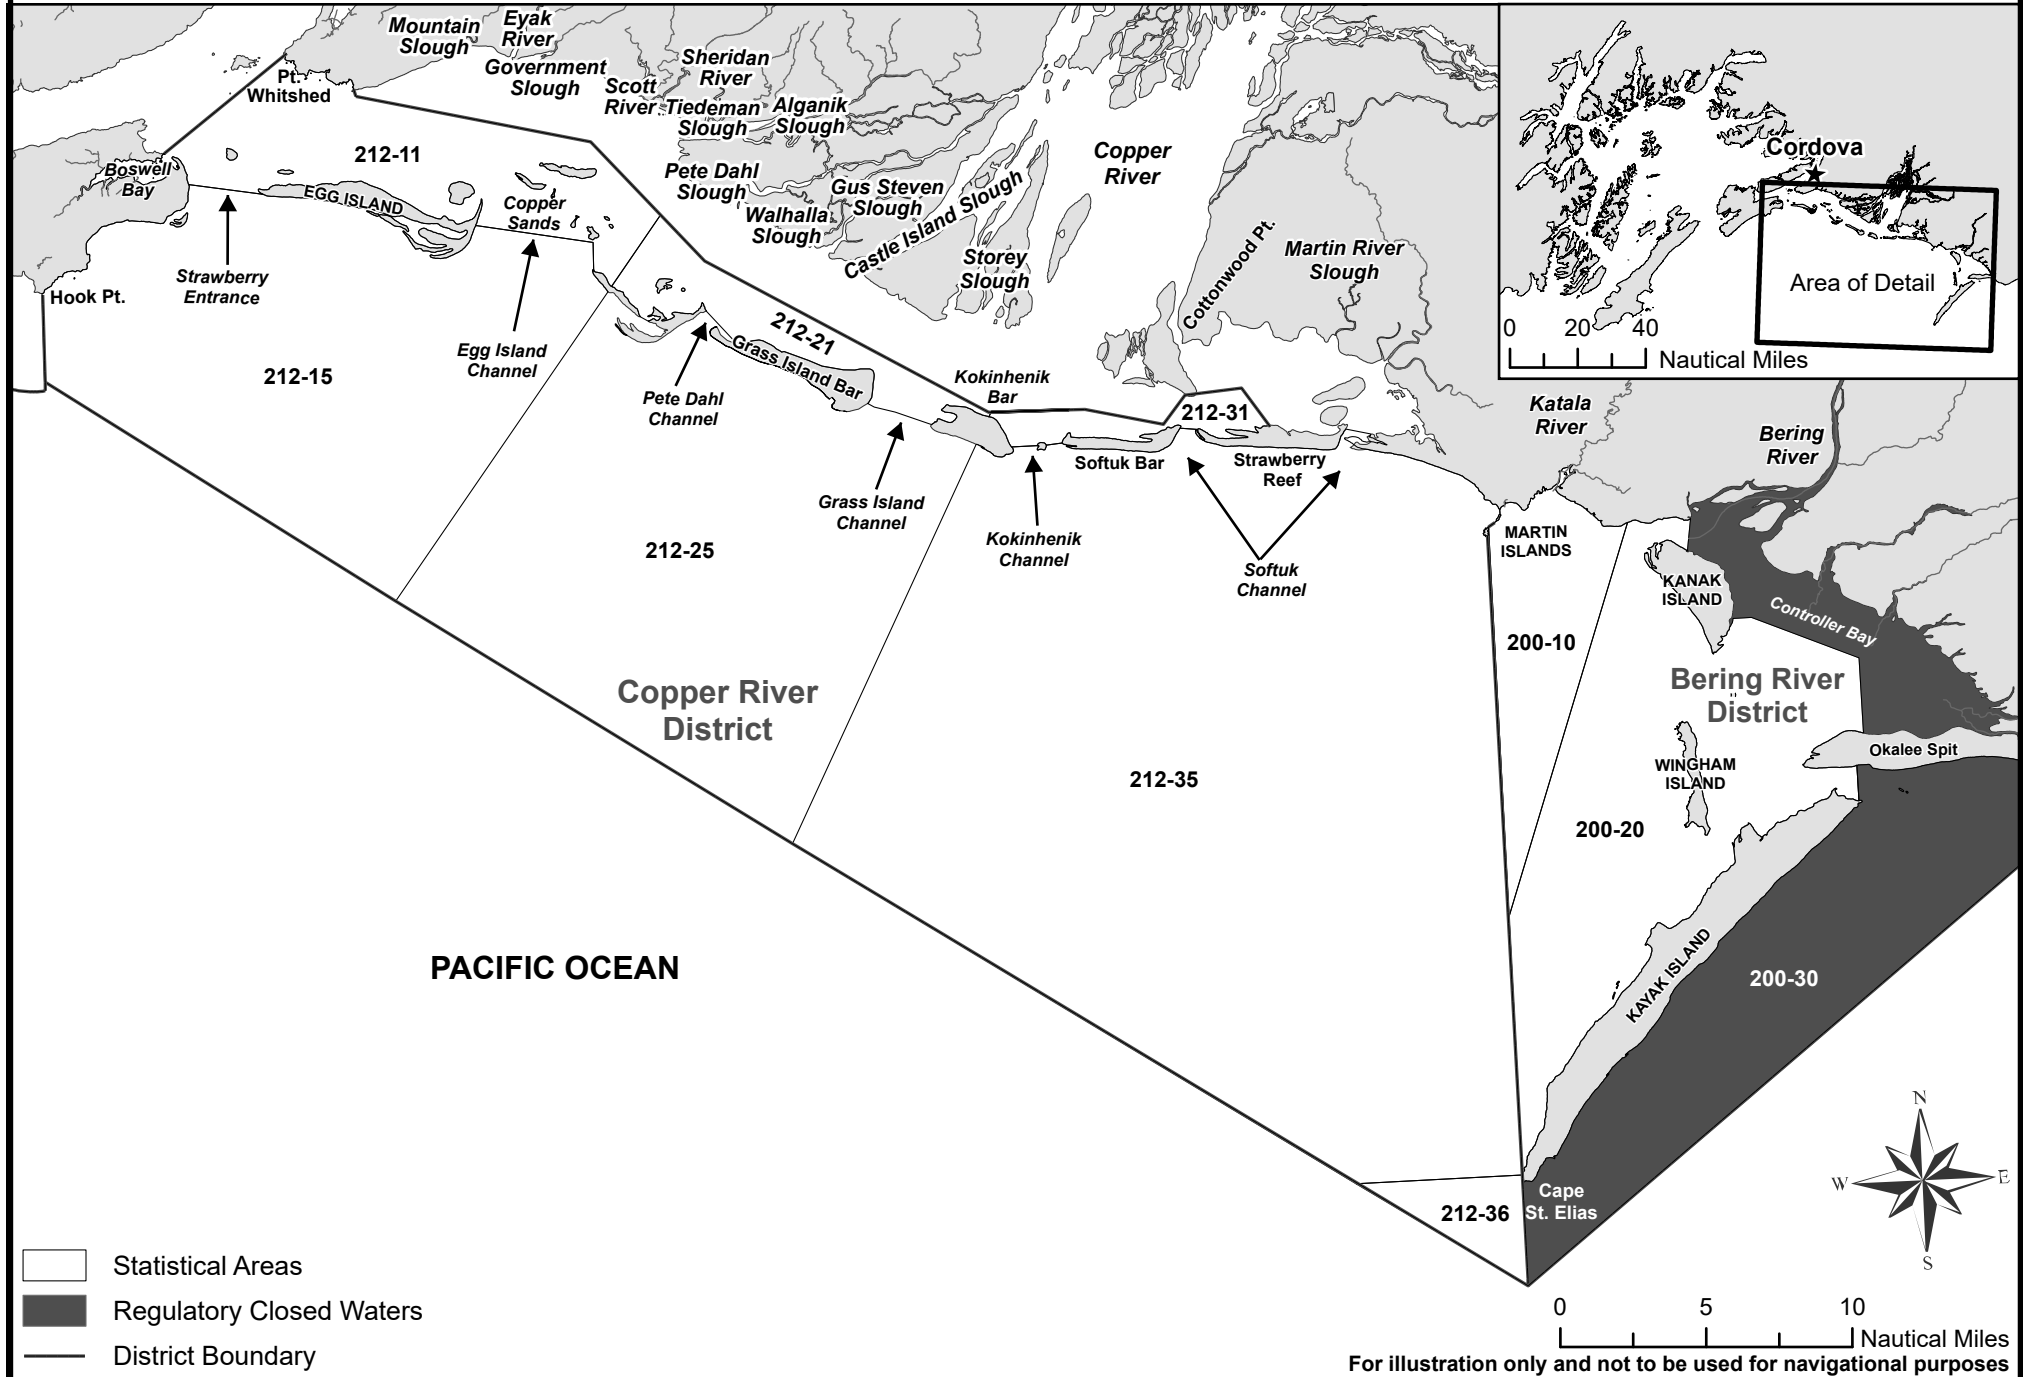 Mountain
Slough
Eyak
River
Government
Slough
Scott
River
Sheridan
River
Tiedeman
Slough
Alganik
Slough
Pt.
Whitshed
212-11
Boswell
Bay
EGG ISLAND
Copper
Sands
Pete Dahl
Slough
Walhalla
Slough
Gus Steven
Slough
Castle Island Slough
Storey
Slough
Copper
River
Cottonwood Pt.
Martin River
Slough
Cordova
Area of Detail
0 20 40
Nautical Miles
Hook Pt.
Strawberry
Entrance
Egg Island
Channel
212-15
212-21
Grass Island Bar
Pete Dahl
Channel
Kokinhenik
Bar
212-31
Softuk Bar
Strawberry
Reef
Katala
River
Bering
River
Grass Island
Channel
Kokinhenik
Channel
Softuk
Channel
212-25
MARTIN
ISLANDS
KANAK
ISLAND
Controller Bay
200-10
Copper River
District
Bering River
District
212-35
WINGHAM
ISLAND
Okalee Spit
200-20
KAYAK ISLAND
200-30
PACIFIC OCEAN
212-36
Cape
St. Elias
N
W
E
S
Statistical Areas
Regulatory Closed Waters
District Boundary
0 5 10
Nautical Miles
For illustration only and not to be used for navigational purposes